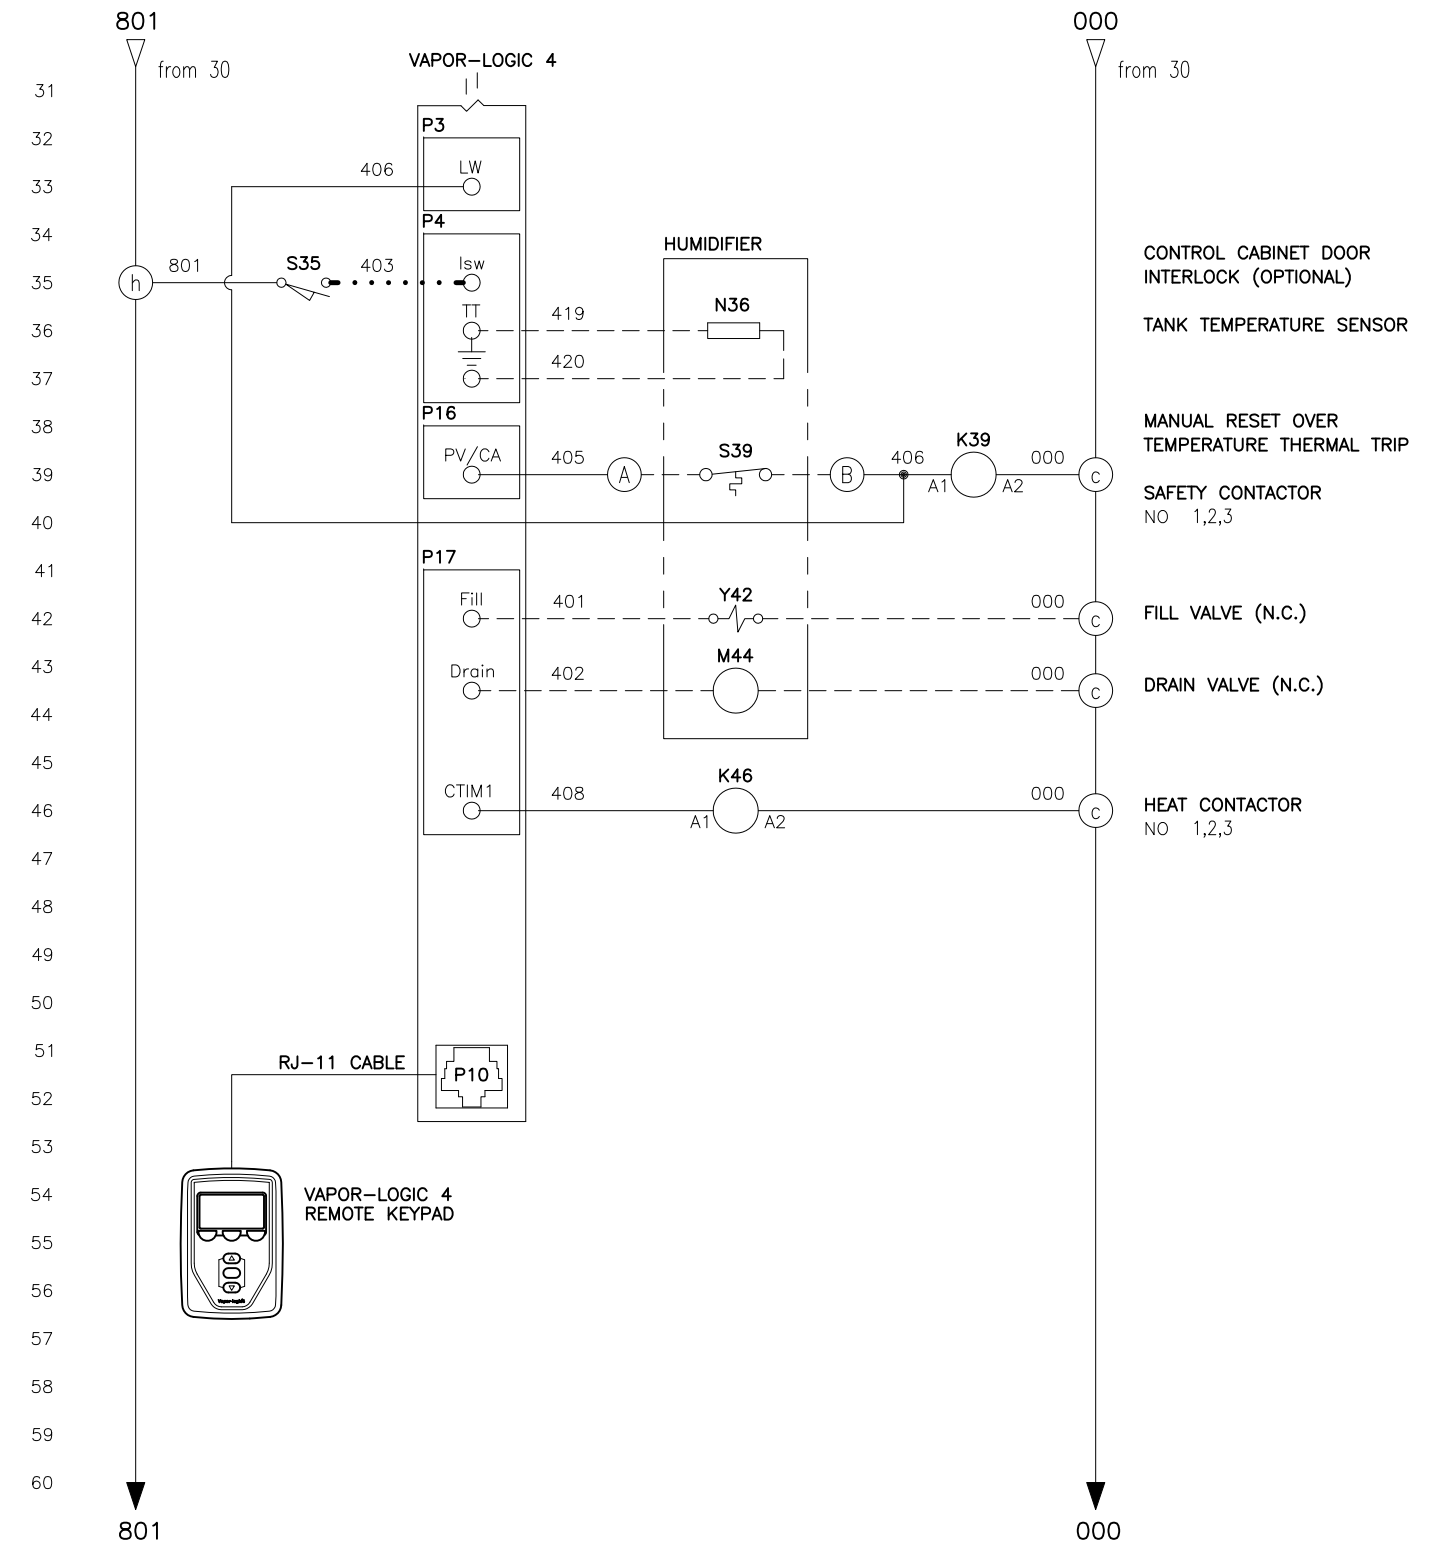 801
000
from 30
VAPOR-LOGIC 4
from 30
31
P3
32
406
LW
33
P4
34
HUMIDIFIER
CONTROL CABINET DOOR
INTERLOCK (OPTIONAL)
801
S35
403
Isw
35
h
TT
419
N36
TANK TEMPERATURE SENSOR
36
420
37
P16
MANUAL RESET OVER
TEMPERATURE THERMAL TRIP
38
PV/CA
405
A
S39
B
406
K39
000
39
A1
A2
c
SAFETY CONTACTOR
NO 1,2,3
40
P17
41
Fill
401
Y42
000
FILL VALVE (N.C.)
42
c
43
Drain
402
M44
000
DRAIN VALVE (N.C.)
c
44
45
K46
CTIM1
408
000
HEAT CONTACTOR
NO 1,2,3
46
A1
A2
c
47
48
49
50
51
RJ-11 CABLE
P10
52
53
54
VAPOR-LOGIC 4
REMOTE KEYPAD
55
56
Vapor-logic
57
58
59
60
801
000